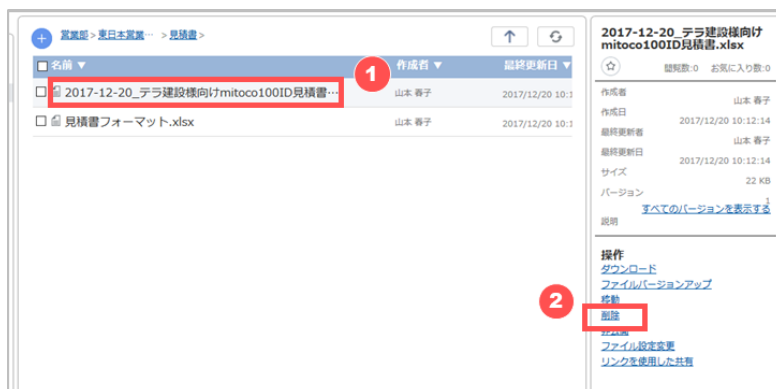 営業部 > 東日本営業… > 見積書 >
名前 ▼ 作成者 ▼ 最終更新日 ▼
1
2017-12-20_テラ建設様向けmitoco100ID見積書… 山本 春子 2017/12/20 10:1
見積書フォーマット.xlsx 山本 春子 2017/12/20 10:1
2017-12-20_テラ建設様向け
mitoco100ID見積書.xlsx
閲覧数:0 お気に入り数:0
作成者
山本 春子
作成日
2017/12/20 10:12:14
最終更新者
山本 春子
最終更新日
2017/12/20 10:12:14
サイズ
22 KB
バージョン
1
すべてのバージョンを表示する
説明
操作
ダウンロード
ファイルバージョンアップ
移動
2
削除
ファイル設定変更
リンクを使用した共有